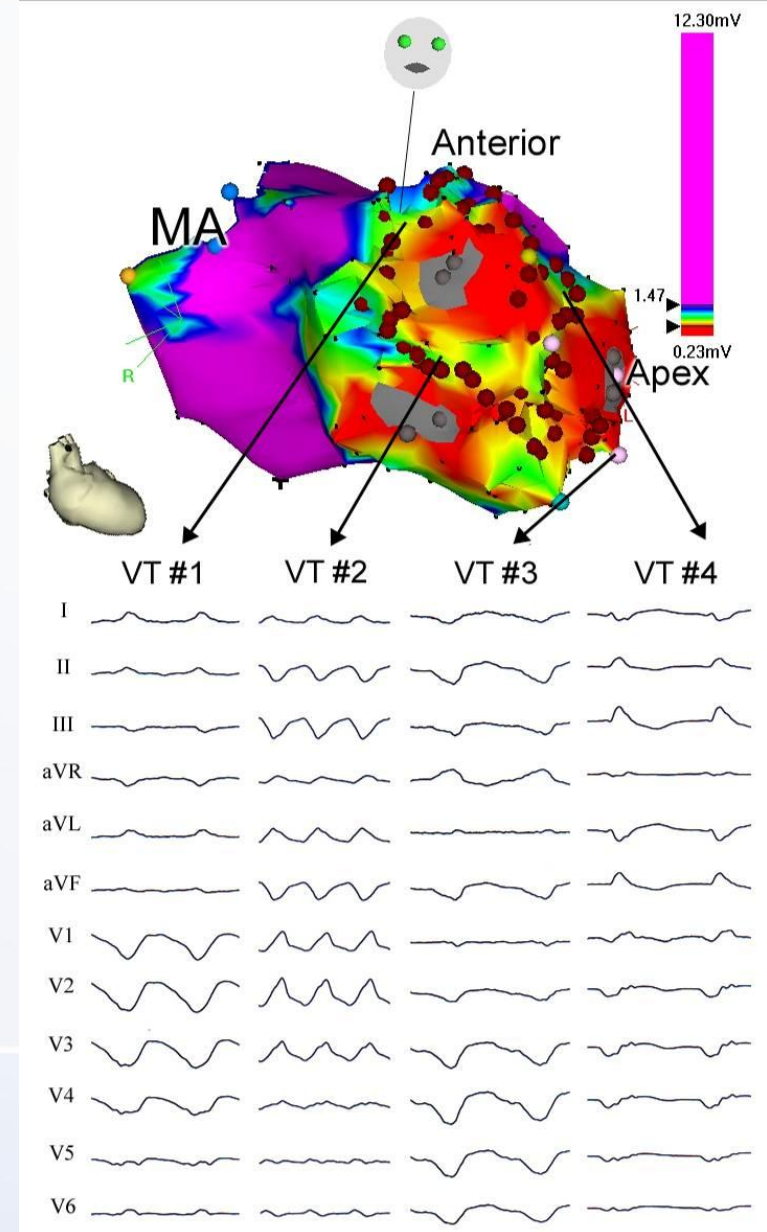 12.30mV
Anterior
MA
1.47
0.23mV
R
Apex
L
VT #1 VT #2 VT #3 VT #4
I
II
III
aVR
aVL
aVF
V1
V2
V3
V4
V5
V6